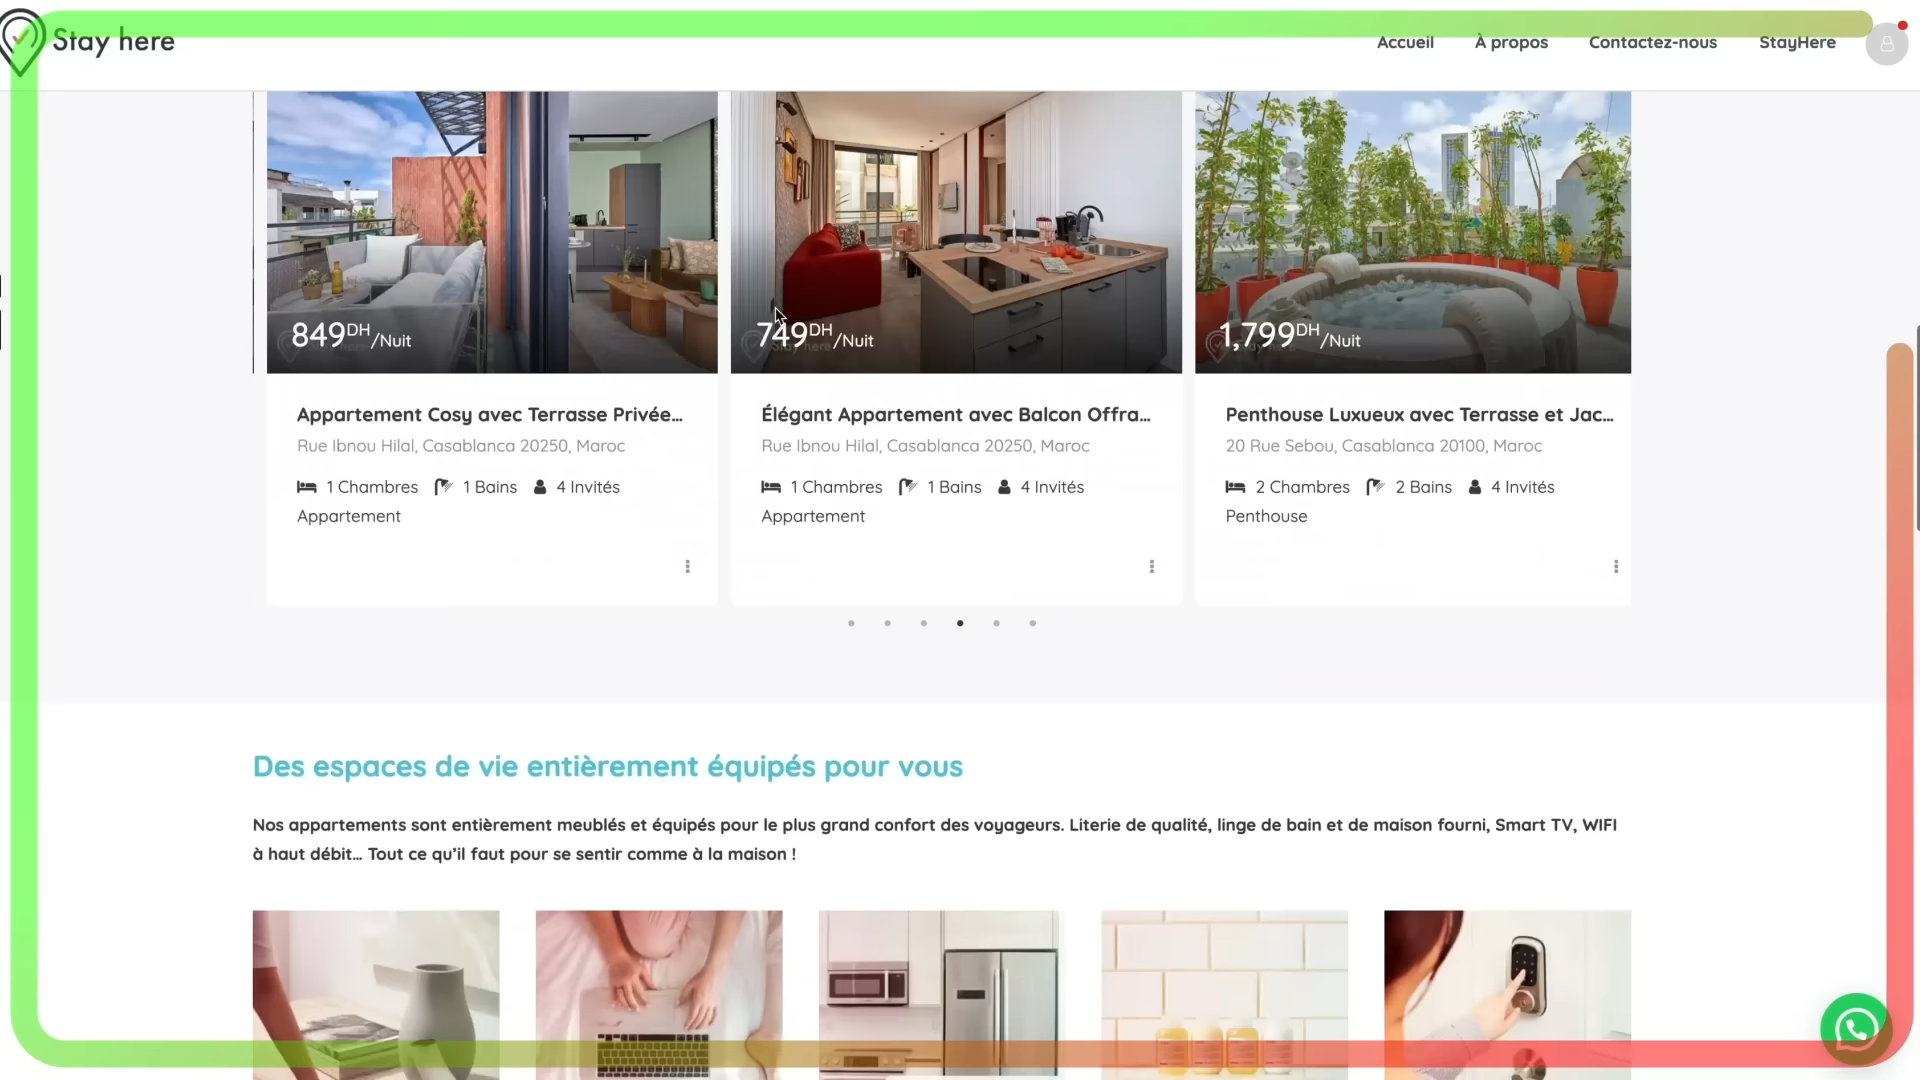 Stay here
Accueil
À propos
Contactez-nous
StayHere
849DH/Nuit
749DH/Nuit
1,799DH/Nuit
Appartement Cosy avec Terrasse Privée...
Élégant Appartement avec Balcon Offra...
Penthouse Luxueux avec Terrasse et Jac...
Rue Ibnou Hilal, Casablanca 20250, Maroc
Rue Ibnou Hilal, Casablanca 20250, Maroc
20 Rue Sebou, Casablanca 20100, Maroc
1 Chambres 1 Bains 4 Invités
1 Chambres 1 Bains 4 Invités
2 Chambres 2 Bains 4 Invités
Appartement
Appartement
Penthouse
Des espaces de vie entièrement équipés pour vous
Nos appartements sont entièrement meublés et équipés pour le plus grand confort des voyageurs. Literie de qualité, linge de bain et de maison fourni, Smart TV, WIFI
à haut débit... Tout ce qu'il faut pour se sentir comme à la maison !